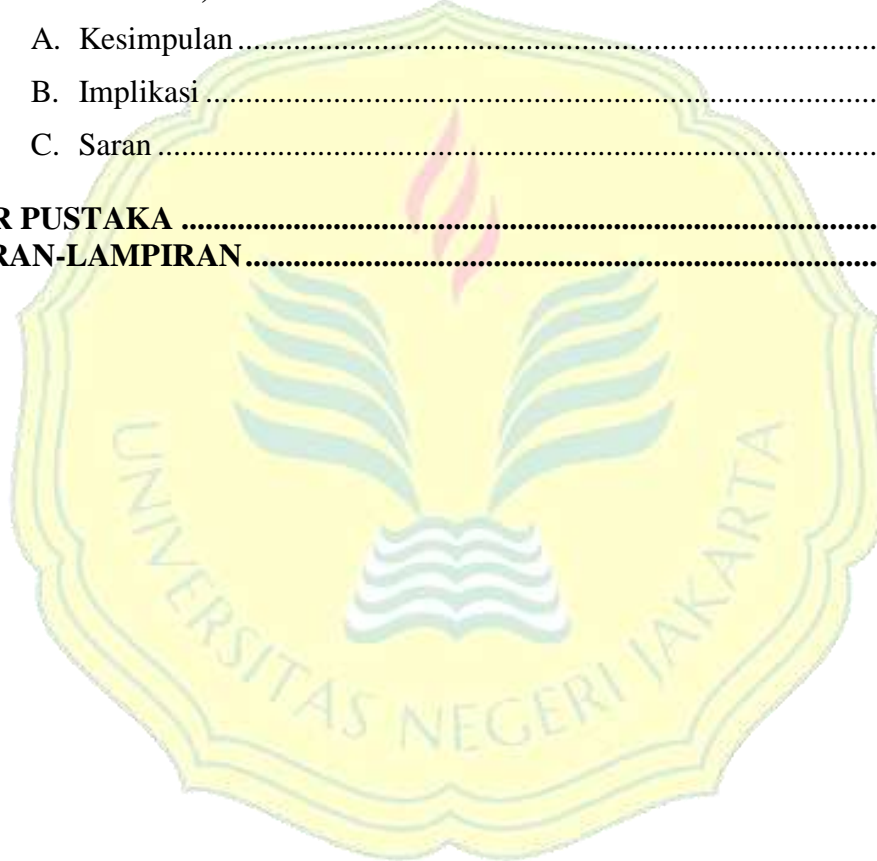 A. Kesimpulan ................................................................................
B. Implikasi ....................................................................................
C. Saran ..........................................................................................
R PUSTAKA .......................................................................................
RAN-LAMPIRAN ...............................................................................
UNIVERSITAS NEGERI JAKARTA